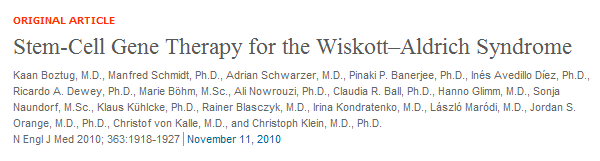 ORIGINAL ARTICLE
Stem-Cell Gene Therapy for the Wiskott–Aldrich Syndrome
Kaan Boztug, M.D., Manfred Schmidt, Ph.D., Adrian Schwarzer, M.D., Pinaki P. Banerjee, Ph.D., Inés Avedillo Díez, Ph.D.,
Ricardo A. Dewey, Ph.D., Marie Böhm, M.Sc., Ali Nowrouzi, Ph.D., Claudia R. Ball, Ph.D., Hanno Glimm, M.D., Sonja
Naundorf, M.Sc., Klaus Kühlcke, Ph.D., Rainer Blasczyk, M.D., Irina Kondratenko, M.D., László Maródi, M.D., Jordan S.
Orange, M.D., Ph.D., Christof von Kalle, M.D., and Christoph Klein, M.D., Ph.D.
N Engl J Med 2010; 363:1918-1927 | November 11, 2010